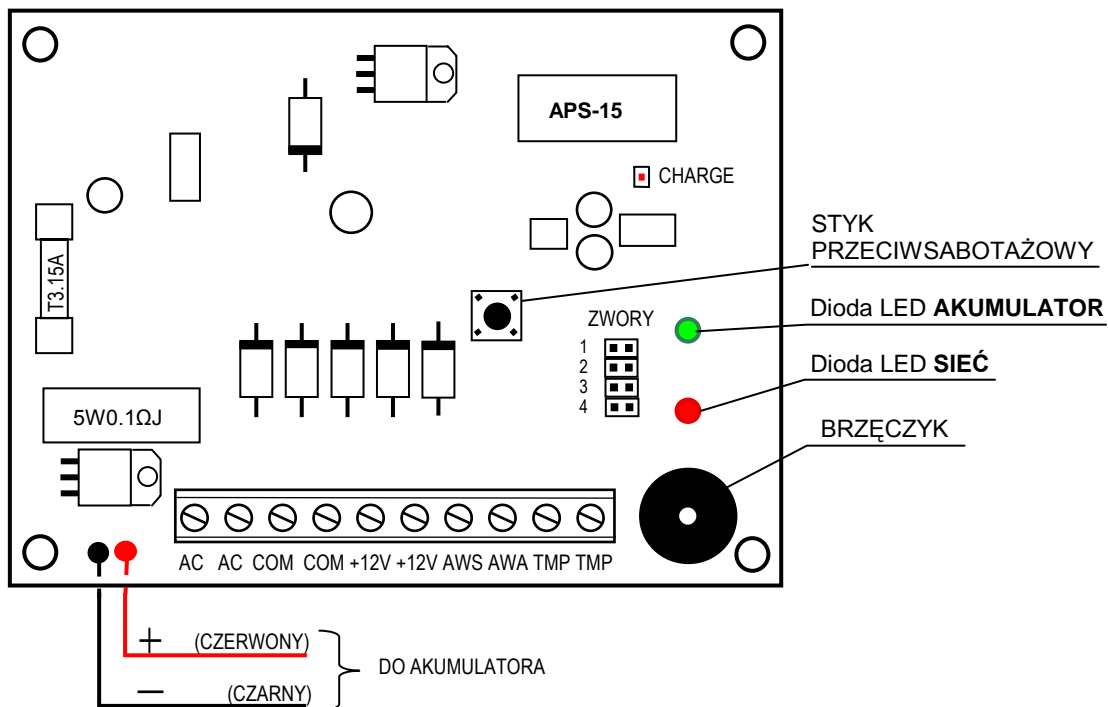 APS-15
CHARGE
STYK
PRZECIWSABOTAŻOWY
T3.15A
ZWORY
Dioda LED AKUMULATOR
1
2
Dioda LED SIEĆ
3
4
5W0.1ΩJ
BRZĘCZYK
AC AC COM COM +12V +12V AWS AWA TMP TMP
+ (CZERWONY)
DO AKUMULATORA
— (CZARNY)